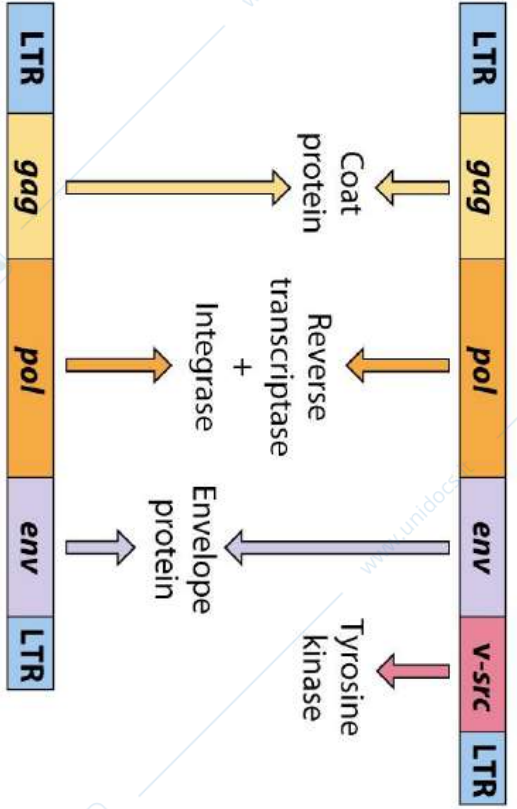 LTR gag pol env v-src LTR
Coat
protein
Reverse
transcriptase
+
Integrase
Envelope
protein
Tyrosine
kinase
LTR gag pol env LTR